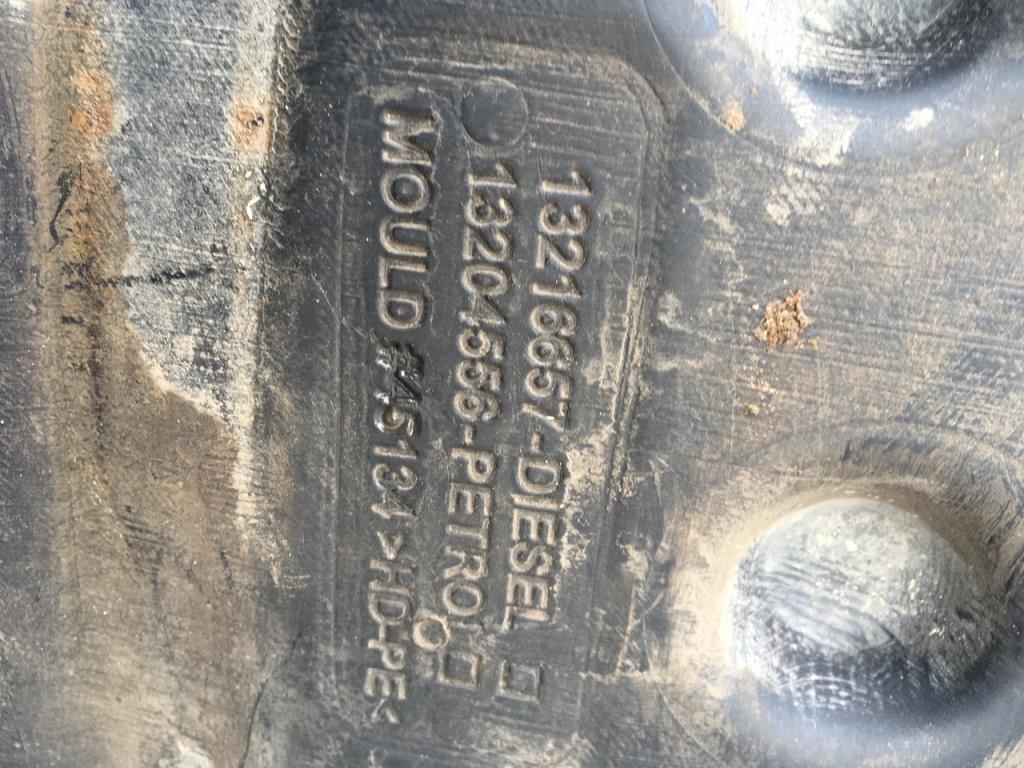 13216657-DIESEL
13204556-PETROL
MOULD #45134 >HD-PE<